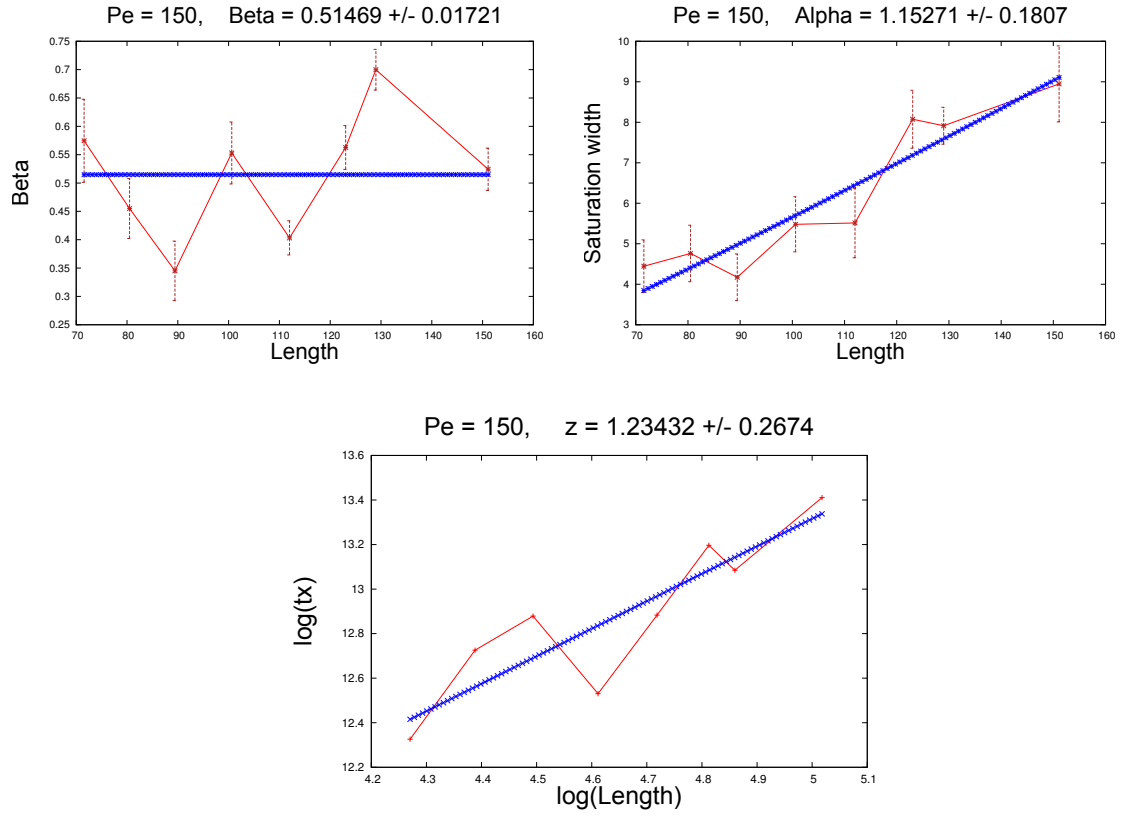 Pe = 150, Beta = 0.51469 +/- 0.01721
0.75
0.7
0.65
0.6
0.55
0.5
0.45
0.4
0.35
0.3
0.25
Beta
70 80 90 100 110 120 130 140 150 160
Length
Pe = 150, Alpha = 1.15271 +/- 0.1807
10
9
8
7
6
5
4
3
Saturation width
70 80 90 100 110 120 130 140 150 160
Length
Pe = 150, z = 1.23432 +/- 0.2674
13.6
13.4
13.2
13
12.8
12.6
12.4
12.2
log(tx)
4.2 4.3 4.4 4.5 4.6 4.7 4.8 4.9 5 5.1
log(Length)